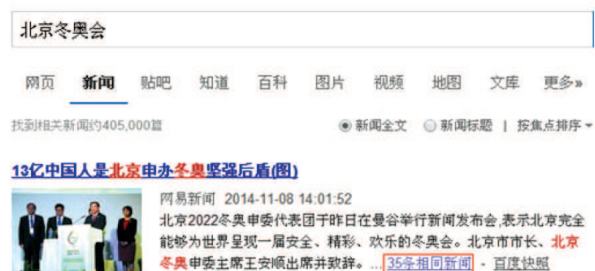 北京冬奥会
网页 新闻 贴吧 知道 百科 图片 视频 地图 文库 更多»
找到相关新闻约405,000篇 新闻全文 新闻标题 | 按焦点排序
13亿中国人是北京申办冬奥坚强后盾(图)
网易新闻 2014-11-08 14:01:52
北京2022冬奥申委代表团于昨日在曼谷举行新闻发布会,表示北京完全
能够为世界呈现一届安全、精彩、欢乐的冬奥会。北京市市长、北京
冬奥申委主席王安顺出席并致辞。...35条相同新闻 - 百度快照